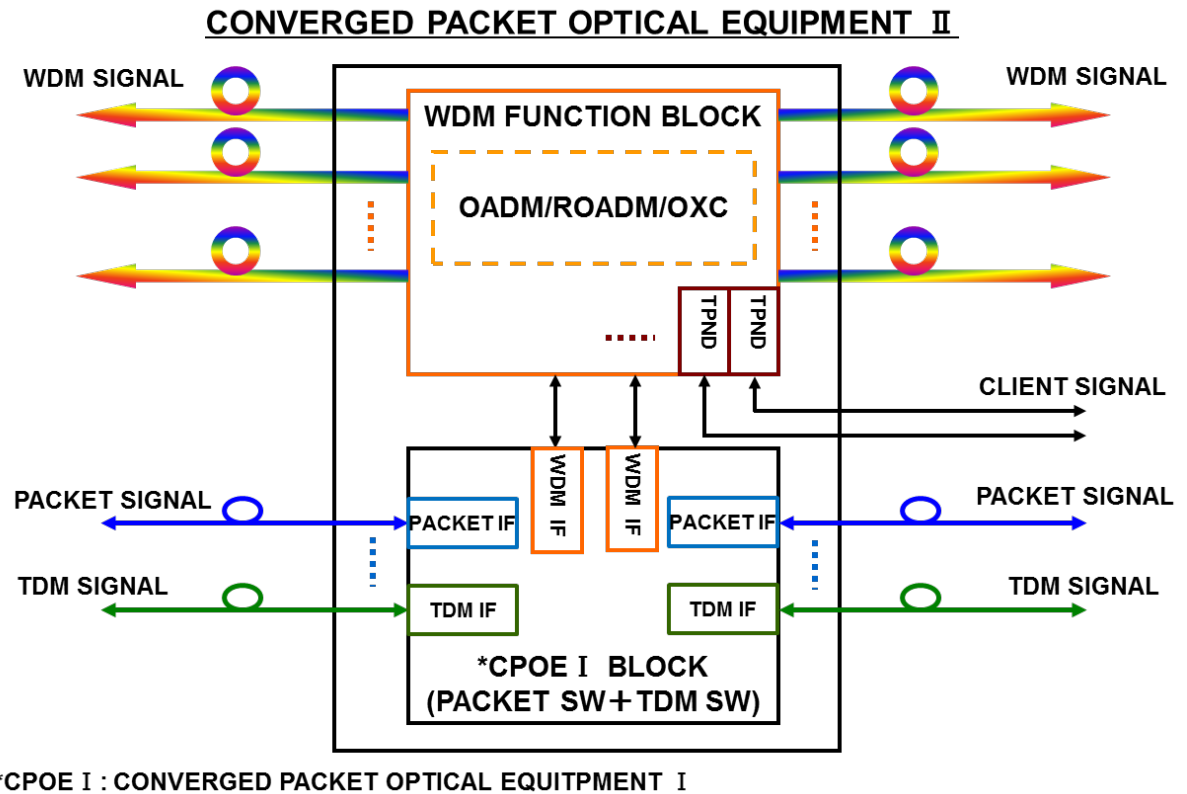 CONVERGED PACKET OPTICAL EQUIPMENT Ⅱ
WDM SIGNAL
WDM SIGNAL
WDM FUNCTION BLOCK
OADM/ROADM/OXC
TPND
TPND
CLIENT SIGNAL
WDM IF
WDM IF
PACKET SIGNAL
PACKET IF
PACKET IF
PACKET SIGNAL
TDM SIGNAL
TDM IF
TDM IF
TDM SIGNAL
*CPOE Ⅰ BLOCK
(PACKET SW+TDM SW)
*CPOE Ⅰ : CONVERGED PACKET OPTICAL EQUITPMENT Ⅰ